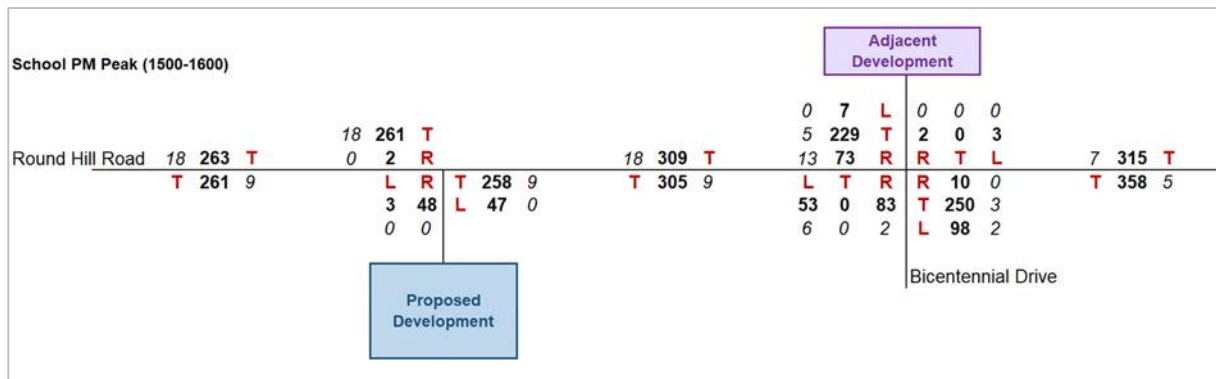 Adjacent
Development
School PM Peak (1500-1600)
0 7 L 0 0 0
18 261 T 5 229 T 2 0 3
Round Hill Road 18 263 T 0 2 R 18 309 T 13 73 R R T L 7 315 T
T 261 9 L R T 258 9 T 305 9 L T R R 10 0 T 358 5
3 48 L 47 0 53 0 83 T 250 3
0 0 6 0 2 L 98 2
Bicentennial Drive
Proposed
Development